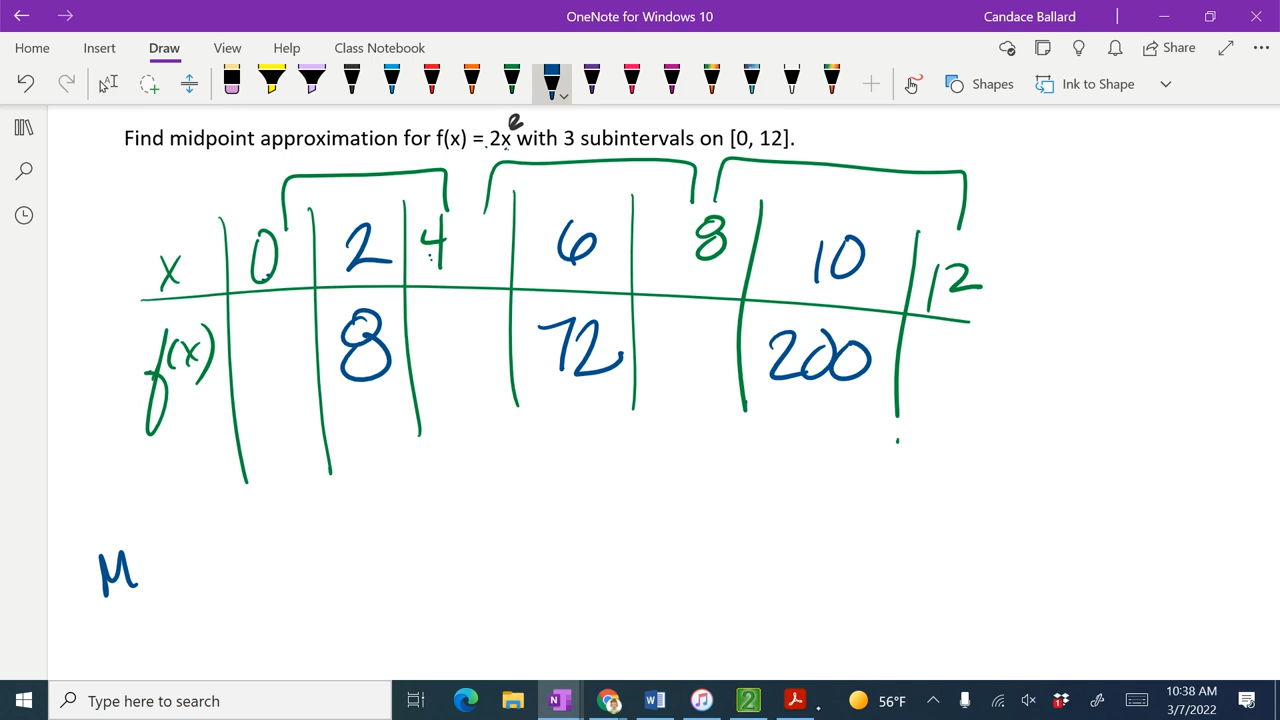 OneNote for Windows 10
Candace Ballard
Home Insert Draw View Help Class Notebook Share
Shapes Ink to Shape
Find midpoint approximation for f(x) = 2x² with 3 subintervals on [0, 12].
x 0 2 4 6 8 10 12
f(x) 8 72 200
M
Type here to search
56°F
10:38 AM
3/7/2022